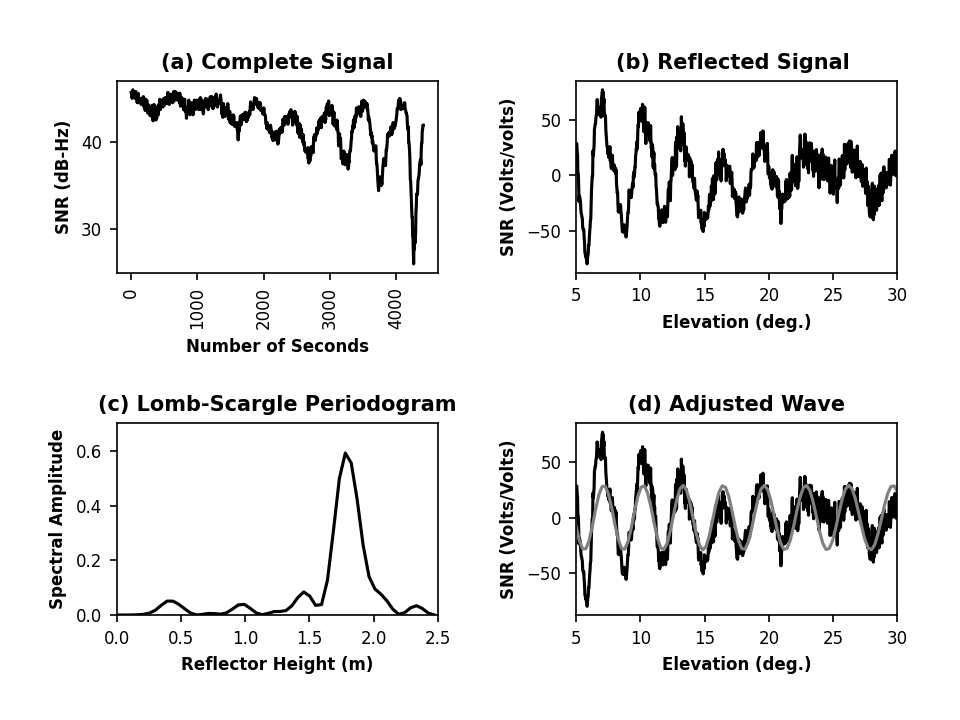 (a) Complete Signal
SNR (dB-Hz)
40
30
0
1000
2000
3000
4000
Number of Seconds
(b) Reflected Signal
SNR (Volts/volts)
50
0
−50
5 10 15 20 25 30
Elevation (deg.)
(c) Lomb-Scargle Periodogram
Spectral Amplitude
0.6
0.4
0.2
0.0
0.0 0.5 1.0 1.5 2.0 2.5
Reflector Height (m)
(d) Adjusted Wave
SNR (Volts/Volts)
50
0
−50
5 10 15 20 25 30
Elevation (deg.)